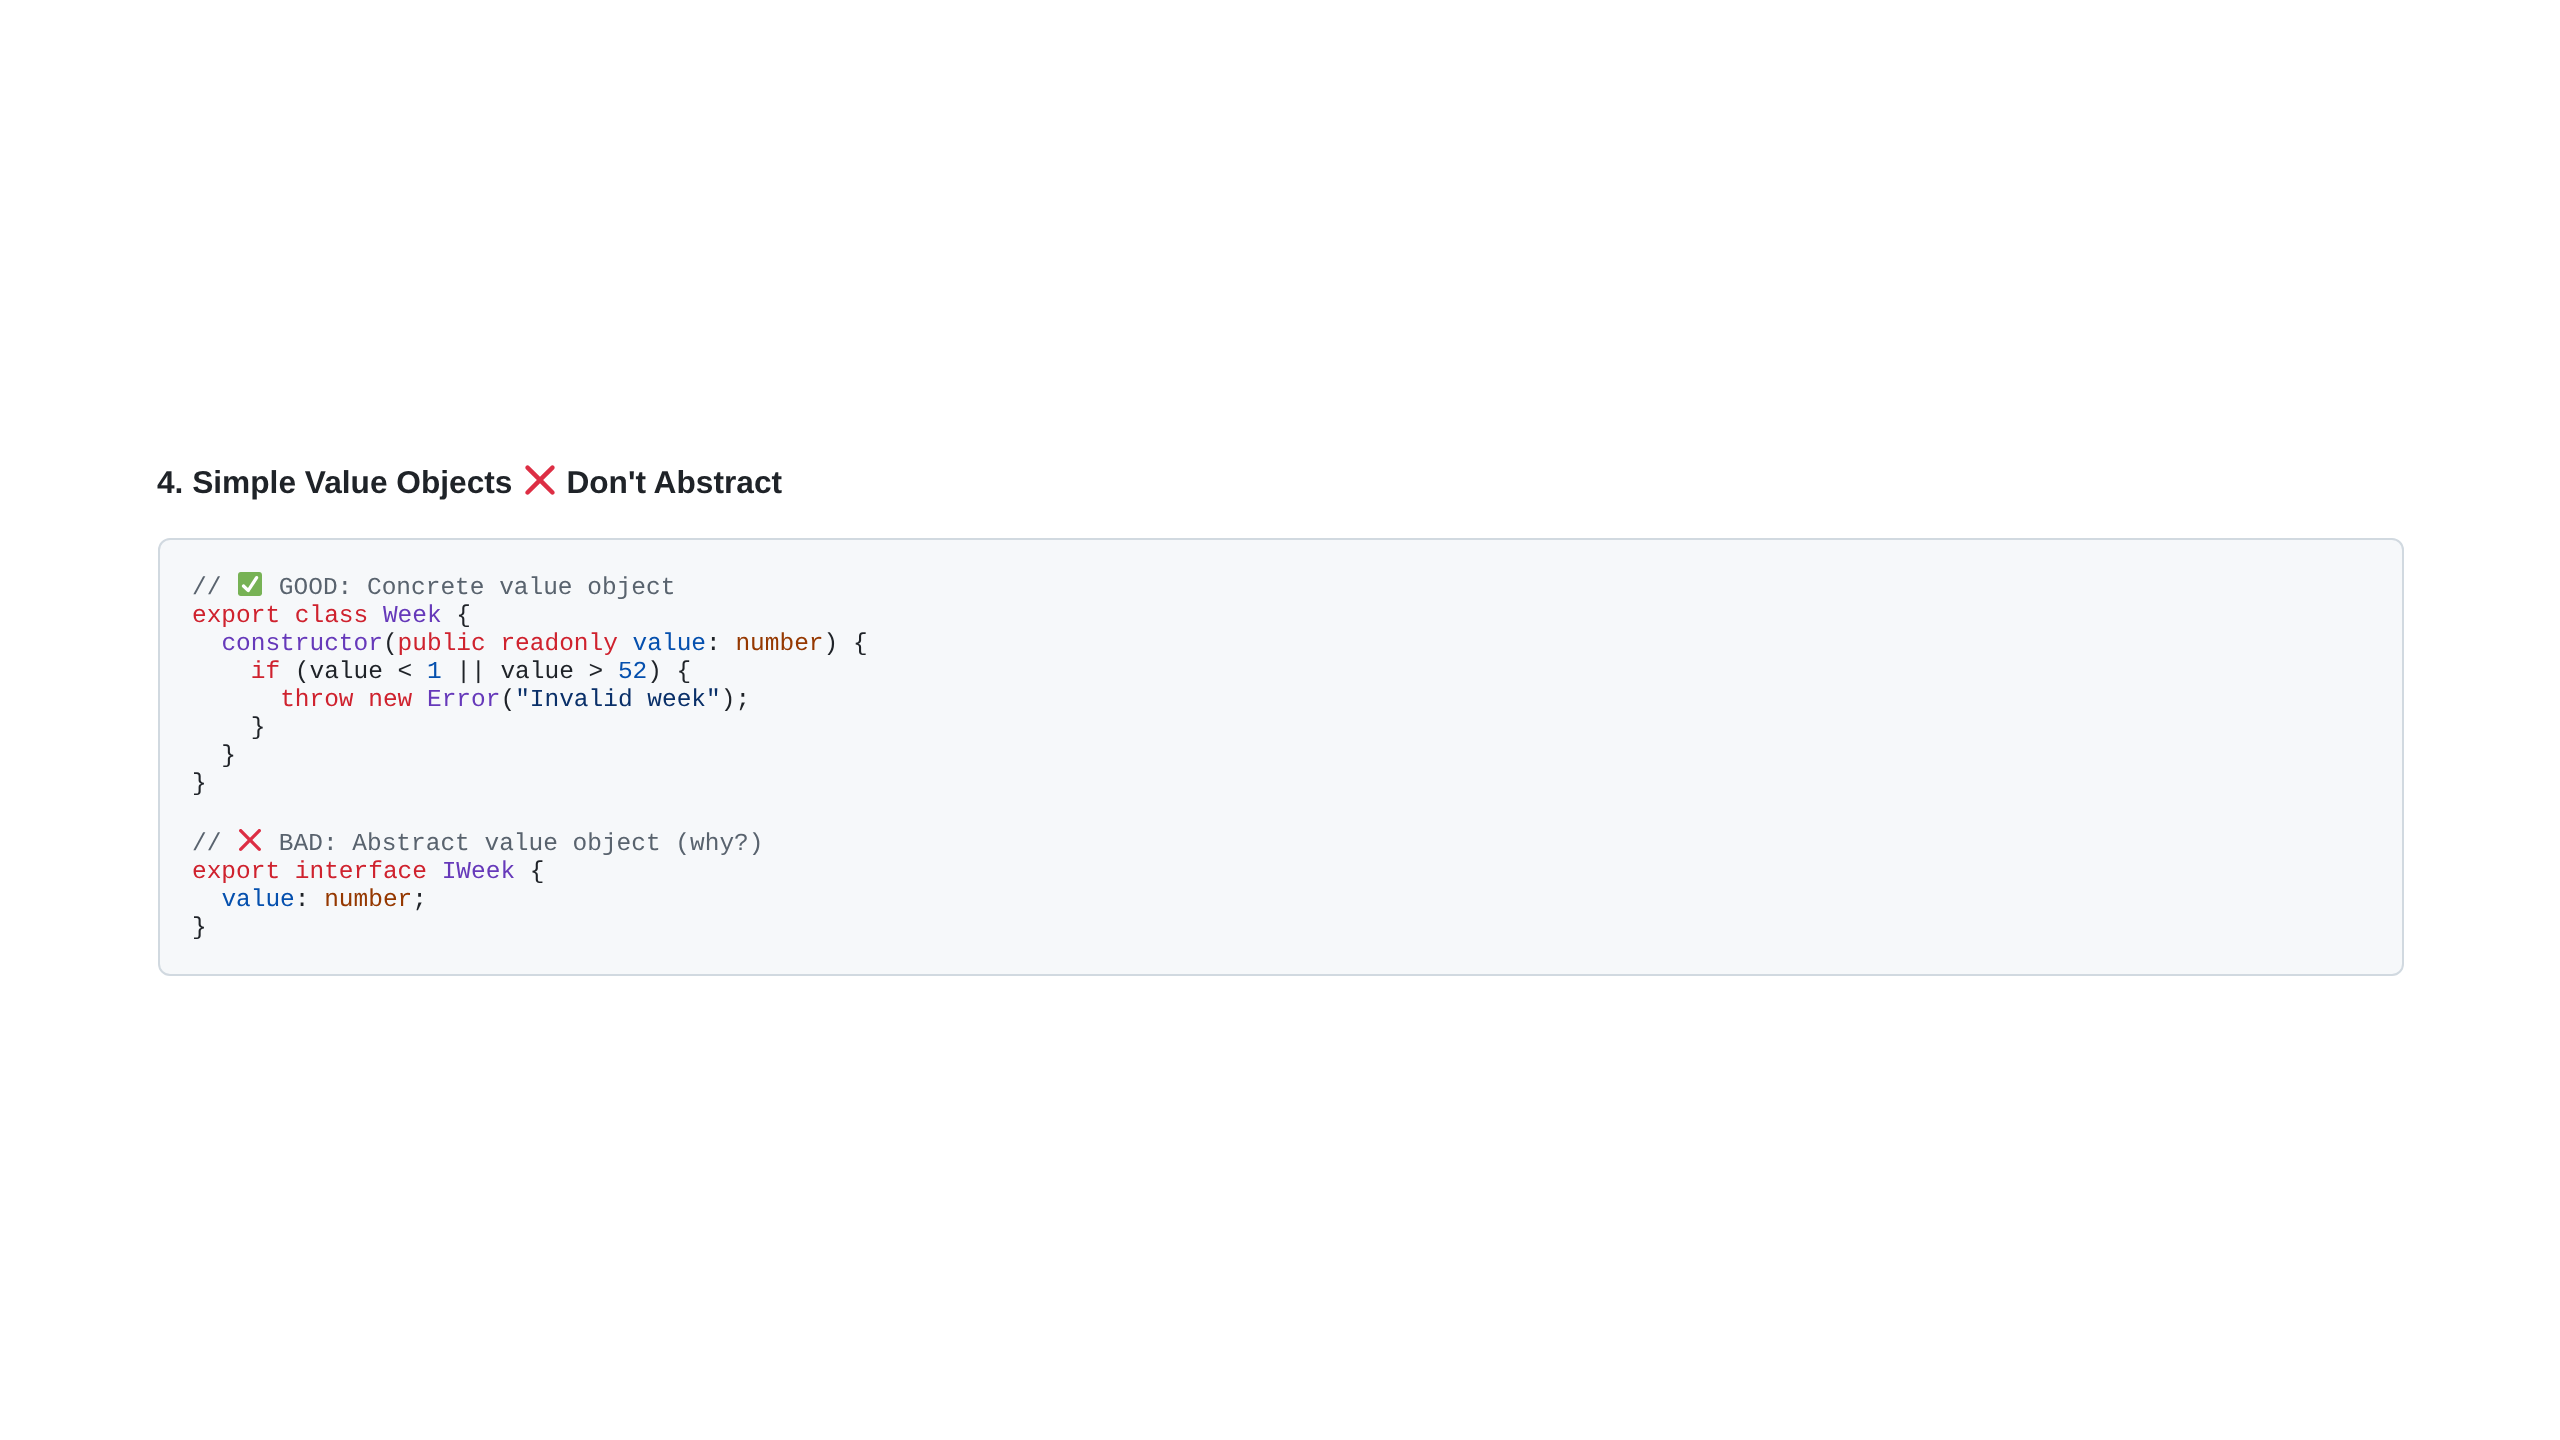 4. Simple Value Objects ❌ Don't Abstract
// ✅ GOOD: Concrete value object
export class Week {
  constructor(public readonly value: number) {
    if (value < 1 || value > 52) {
      throw new Error("Invalid week");
    }
  }
}
// ❌ BAD: Abstract value object (why?)
export interface IWeek {
  value: number;
}